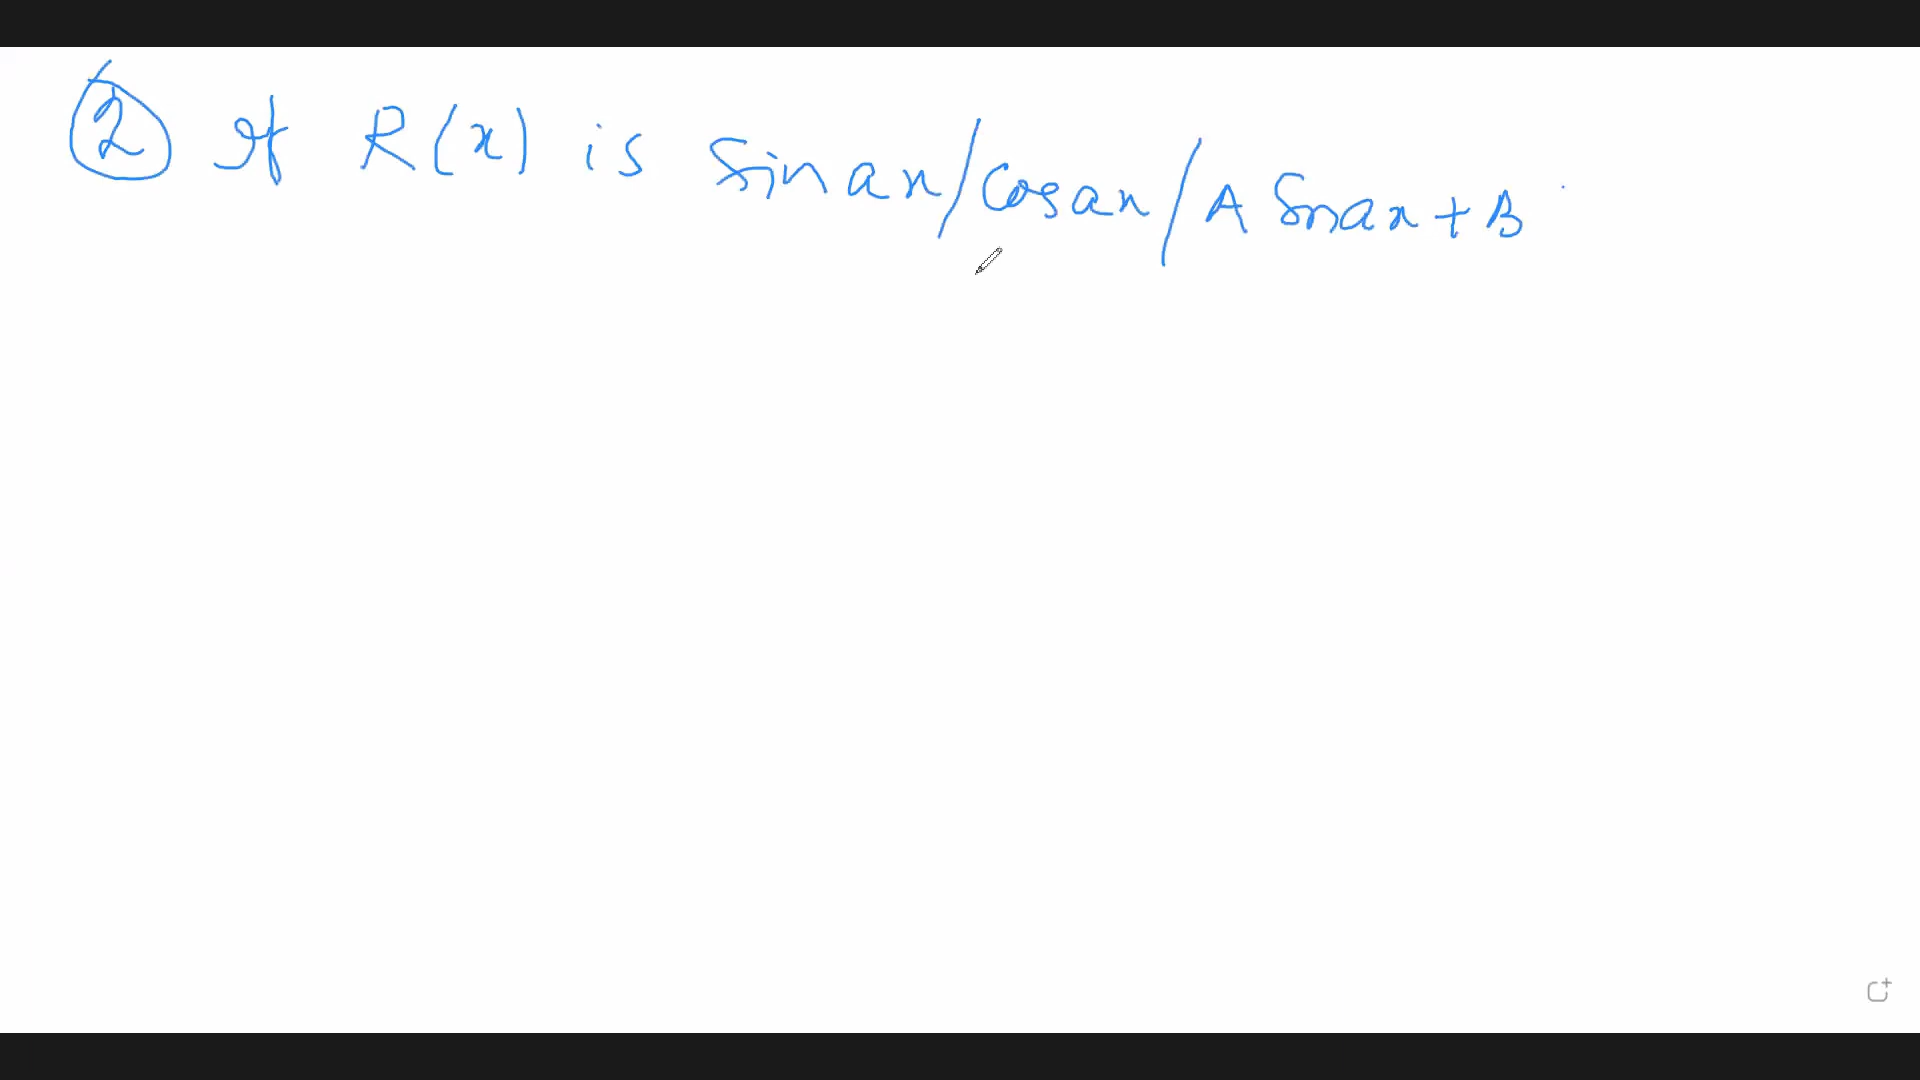 ② If R(x) is Sin ax / Cos ax / A Sin ax + B